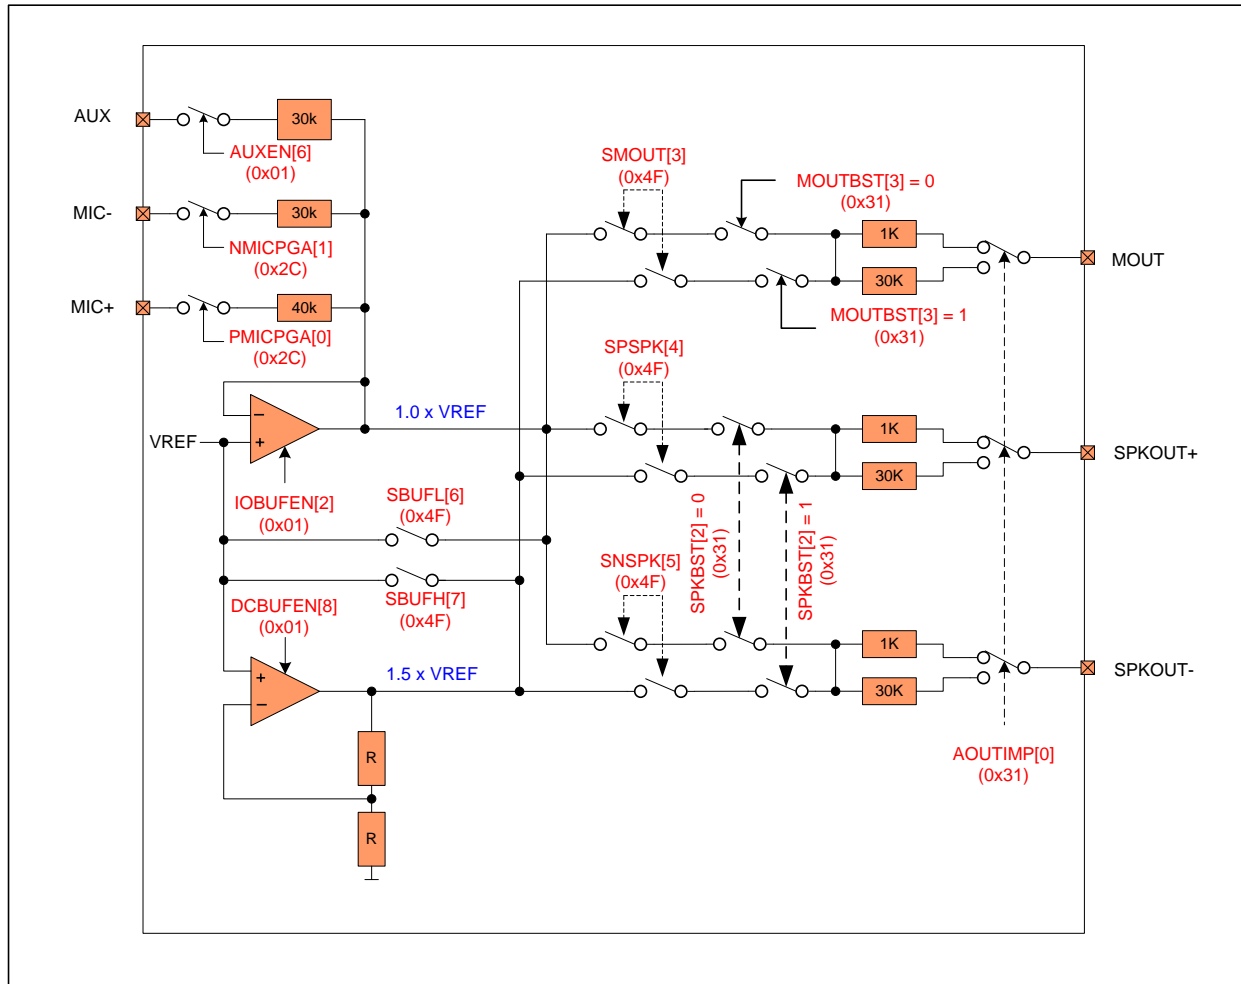 AUX
30k
AUXEN[6]
(0x01)
MIC-
30k
NMICPGA[1]
(0x2C)
MIC+
40k
PMICPGA[0]
(0x2C)
VREF
−
+
1.0 x VREF
IOBUFEN[2]
(0x01)
SBUFL[6]
(0x4F)
SBUFH[7]
(0x4F)
DCBUFEN[8]
(0x01)
+
−
1.5 x VREF
R
R
SMOUT[3]
(0x4F)
MOUTBST[3] = 0
(0x31)
1K
30K
MOUT
MOUTBST[3] = 1
(0x31)
SPSPK[4]
(0x4F)
1K
30K
SPKOUT+
SPKBST[2] = 0
(0x31)
SPKBST[2] = 1
(0x31)
SNSPK[5]
(0x4F)
1K
30K
SPKOUT-
AOUTIMP[0]
(0x31)